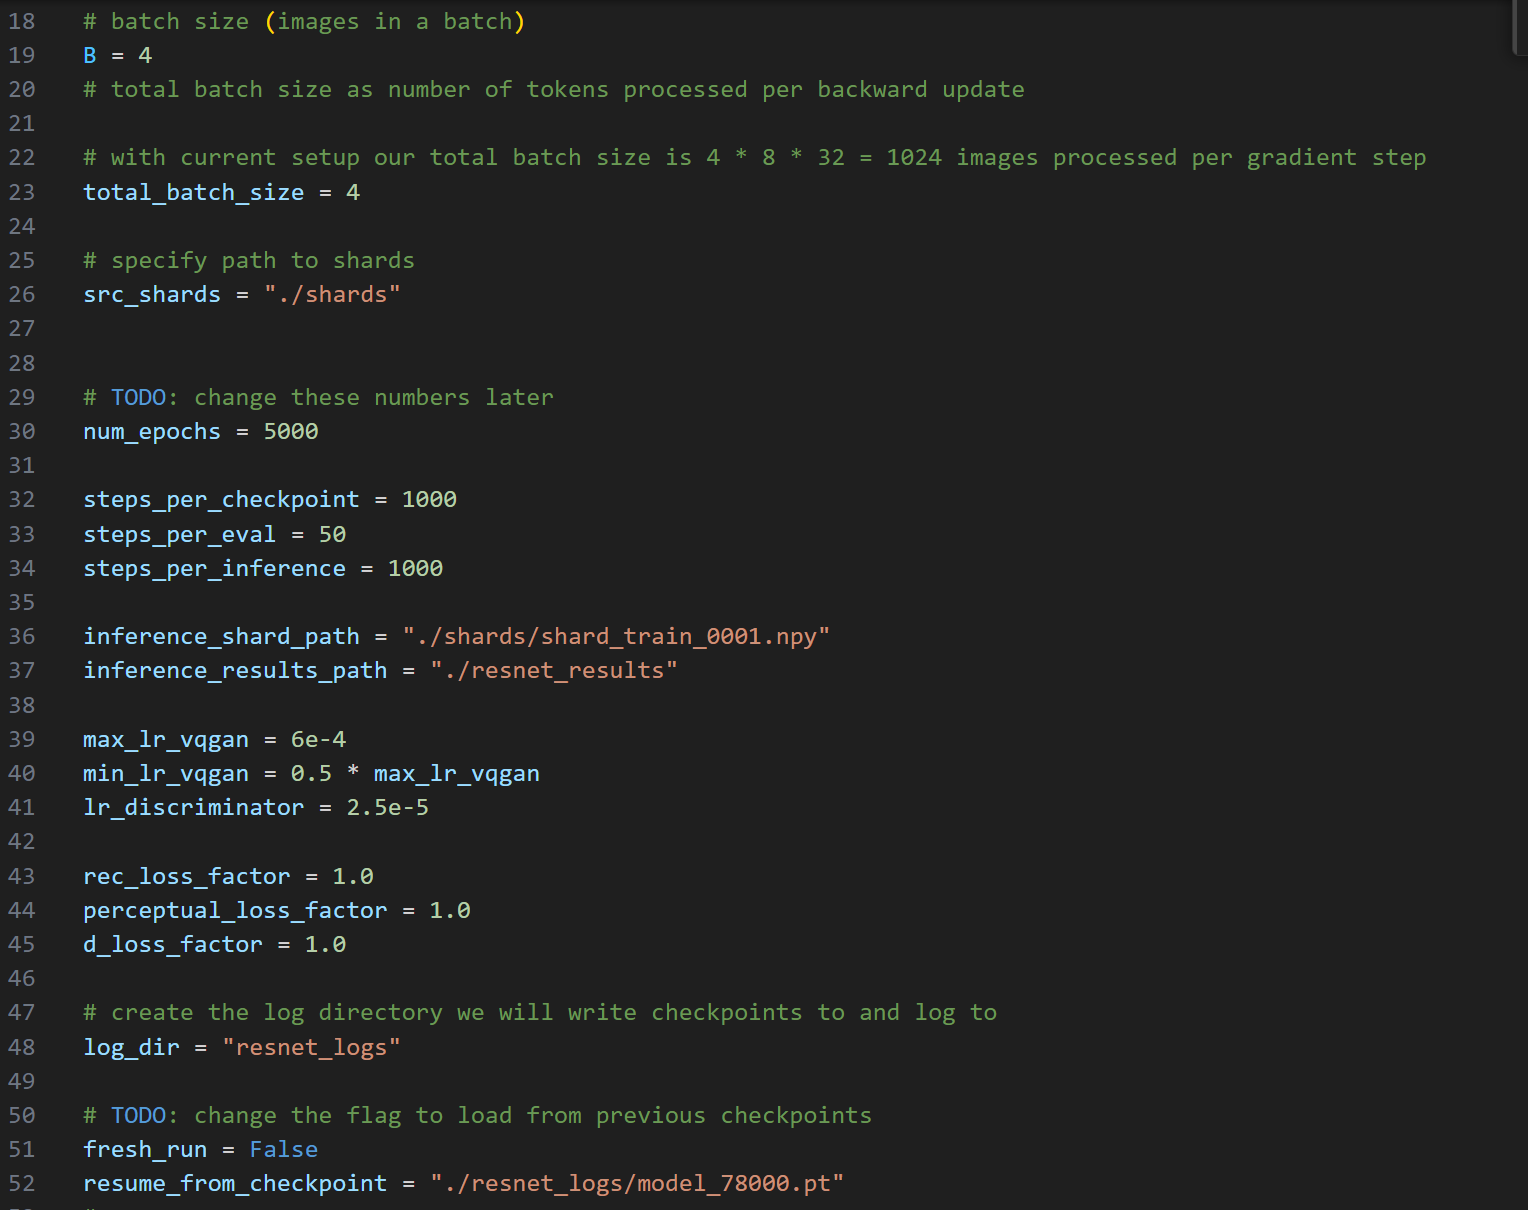 18 # batch size (images in a batch)
19 B = 4
20 # total batch size as number of tokens processed per backward update
21
22 # with current setup our total batch size is 4 * 8 * 32 = 1024 images processed per gradient step
23 total_batch_size = 4
24
25 # specify path to shards
26 src_shards = "./shards"
27
28
29 # TODO: change these numbers later
30 num_epochs = 5000
31
32 steps_per_checkpoint = 1000
33 steps_per_eval = 50
34 steps_per_inference = 1000
35
36 inference_shard_path = "./shards/shard_train_0001.npy"
37 inference_results_path = "./resnet_results"
38
39 max_lr_vqgan = 6e-4
40 min_lr_vqgan = 0.5 * max_lr_vqgan
41 lr_discriminator = 2.5e-5
42
43 rec_loss_factor = 1.0
44 perceptual_loss_factor = 1.0
45 d_loss_factor = 1.0
46
47 # create the log directory we will write checkpoints to and log to
48 log_dir = "resnet_logs"
49
50 # TODO: change the flag to load from previous checkpoints
51 fresh_run = False
52 resume_from_checkpoint = "./resnet_logs/model_78000.pt"